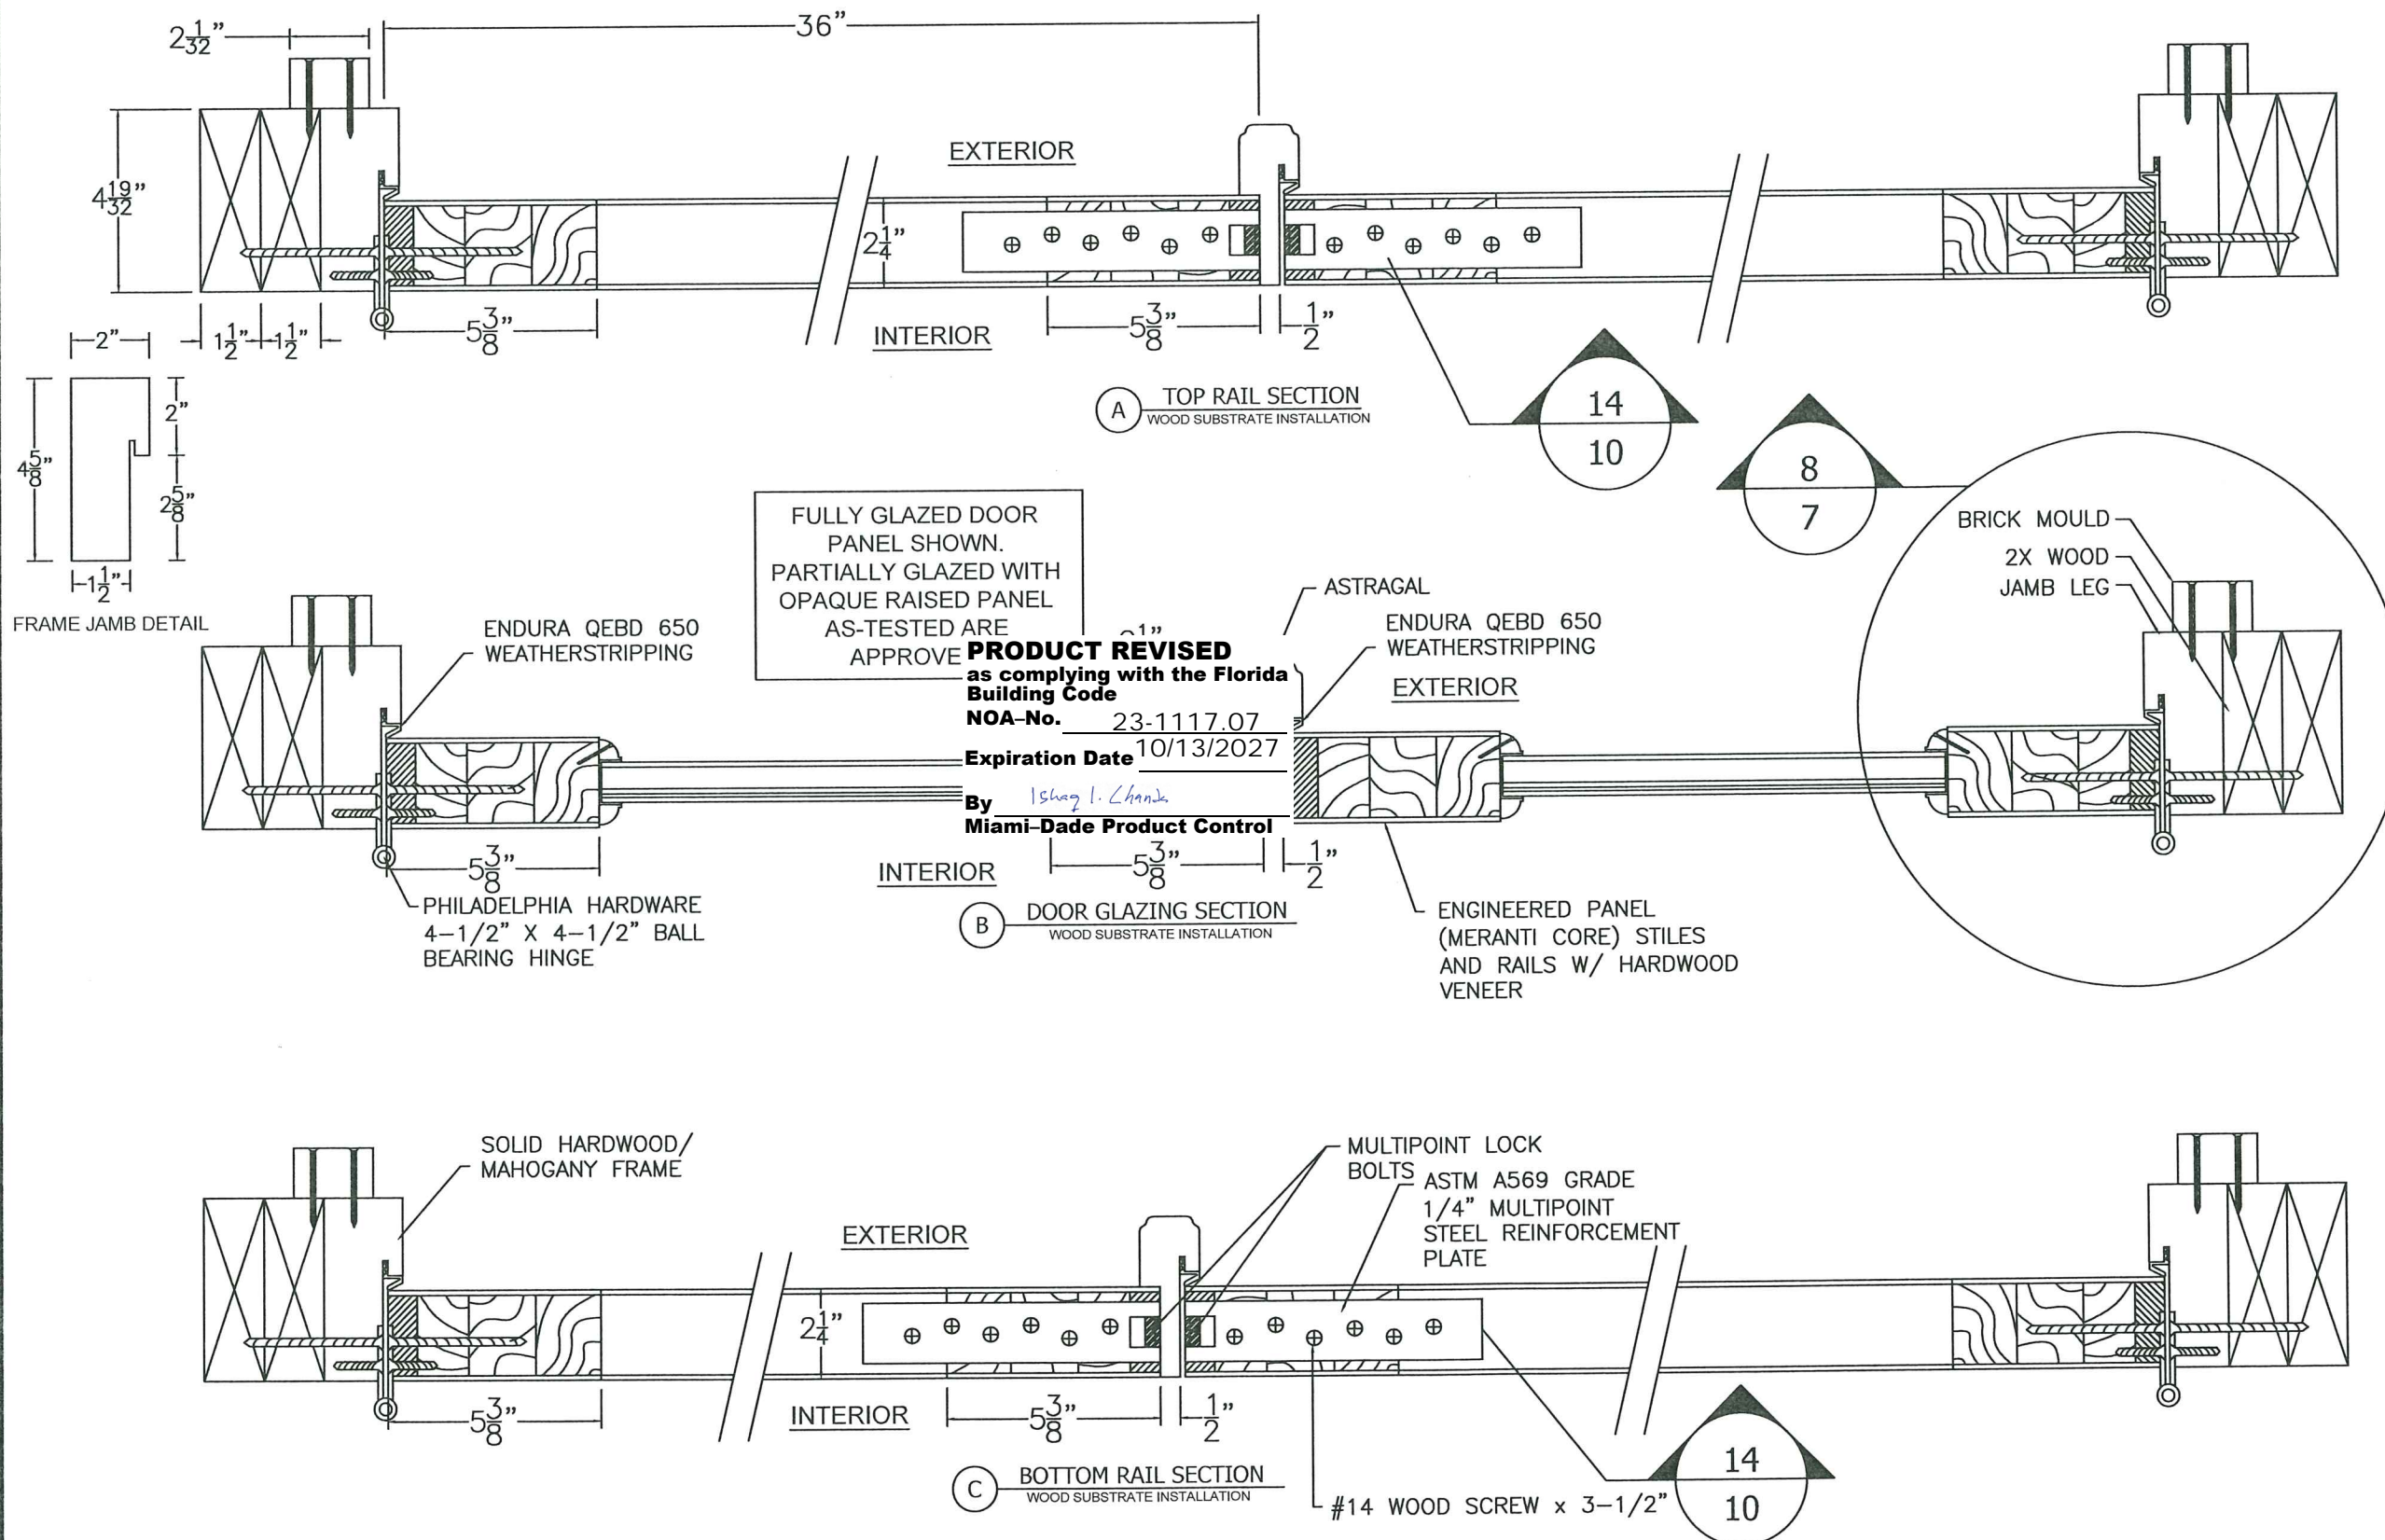 2 1/32"
36"
4 19/32"
EXTERIOR
2 1/4"
1 1/2"
1 1/2"
5 3/8"
INTERIOR
5 3/8"
1/2"
A
TOP RAIL SECTION
WOOD SUBSTRATE INSTALLATION
14
10
2"
2"
4 5/8"
2 5/8"
1 1/2"
FRAME JAMB DETAIL
FULLY GLAZED DOOR
PANEL SHOWN.
PARTIALLY GLAZED WITH
OPAQUE RAISED PANEL
AS-TESTED ARE
APPROVE
8
7
BRICK MOULD
2X WOOD
JAMB LEG
ENDURA QEBD 650
WEATHERSTRIPPING
ASTRAGAL
ENDURA QEBD 650
WEATHERSTRIPPING
EXTERIOR
PRODUCT REVISED
as complying with the Florida
Building Code
NOA–No. 23-1117.07
Expiration Date 10/13/2027
By Ishaq I. Chanda
Miami–Dade Product Control
5 3/8"
INTERIOR
5 3/8"
1/2"
PHILADELPHIA HARDWARE
4–1/2" X 4–1/2" BALL
BEARING HINGE
B
DOOR GLAZING SECTION
WOOD SUBSTRATE INSTALLATION
ENGINEERED PANEL
(MERANTI CORE) STILES
AND RAILS W/ HARDWOOD
VENEER
SOLID HARDWOOD/
MAHOGANY FRAME
MULTIPOINT LOCK
BOLTS
ASTM A569 GRADE
1/4" MULTIPOINT
STEEL REINFORCEMENT
PLATE
EXTERIOR
2 1/4"
5 3/8"
INTERIOR
5 3/8"
1/2"
C
BOTTOM RAIL SECTION
WOOD SUBSTRATE INSTALLATION
#14 WOOD SCREW x 3–1/2"
14
10